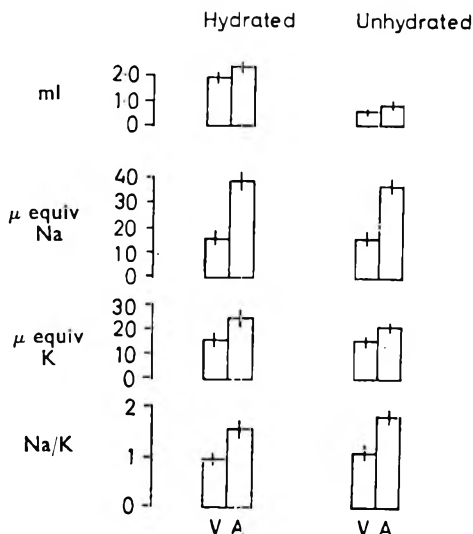 Hydrated Unhydrated
ml
2·0
1·0
0
μ equiv
Na
40
30
20
10
0
μ equiv
K
30
20
10
0
Na/K
2
1
0
V A V A